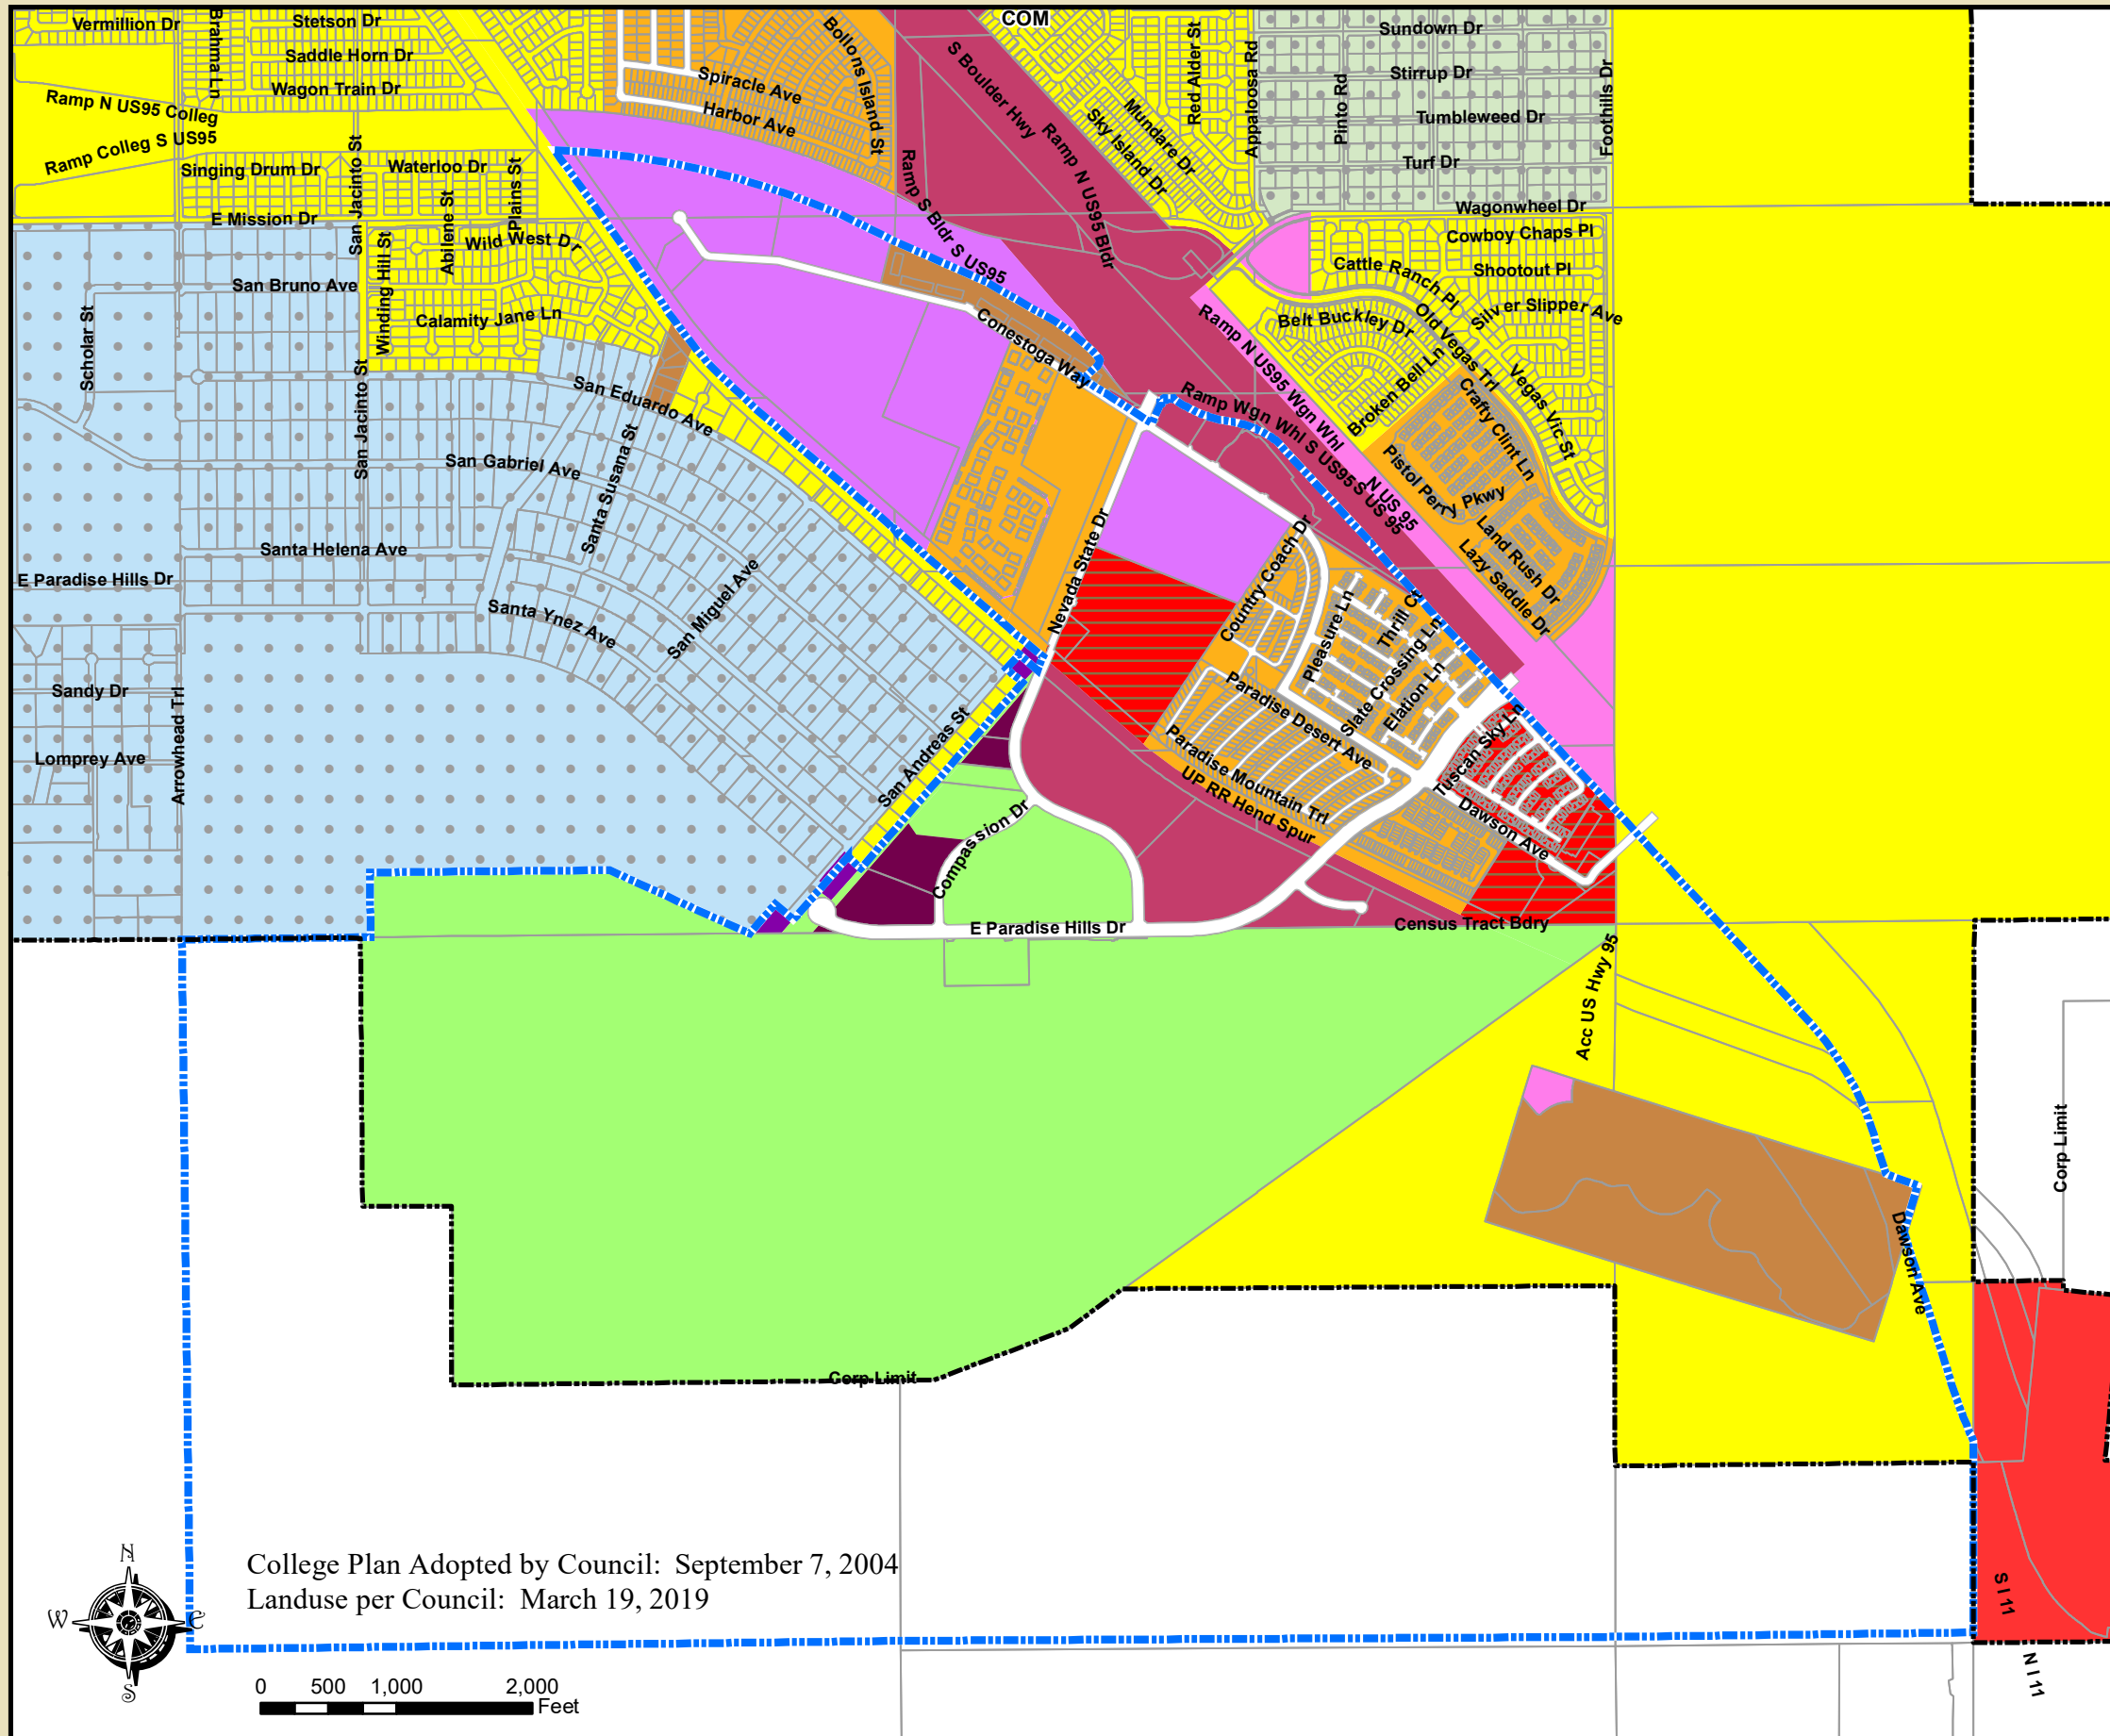 COM
Vermillion Dr
Brahma Ln
Stetson Dr
Saddle Horn Dr
Wagon Train Dr
Ramp N US95 Colleg
Ramp Colleg S US95
Singing Drum Dr
San Jacinto St
Waterloo Dr
Plains St
Abilene St
E Mission Dr
Wild West Dr
Winding Hill St
San Bruno Ave
Calamity Jane Ln
Scholar St
San Jacinto St
San Eduardo Ave
San Gabriel Ave
Santa Susana St
Santa Helena Ave
E Paradise Hills Dr
Santa Ynez Ave
San Miguel Ave
Sandy Dr
Arrowhead Trl
Lomprey Ave
San Andreas St
Spiracle Ave
Harbor Ave
Bollons Island St
S Boulder Hwy
Ramp N US95 Bldr
Ramp S Bldr S US95
Mundare Dr
Sky Island Dr
Red Alder St
Appaloosa Rd
Sundown Dr
Stirrup Dr
Pinto Rd
Tumbleweed Dr
Foothills Dr
Turf Dr
Wagonwheel Dr
Cowboy Chaps Pl
Cattle Ranch Pl
Shootout Pl
Silver Slipper Ave
Belt Buckley Dr
Old Vegas Trl
Broken Bell Ln
Vegas Vic St
Crafty Clint Ln
Pistol Perry Pkwy
Land Rush Dr
Lazy Saddle Dr
Ramp N US95 Wgn Whl
N US 95
Ramp Wgn Whl S US95
S US 95
Conestoga Way
Nevada State Dr
Country Coach Dr
Pleasure Ln
Thrill Ct
Slate Crossing Ln
Elation Ln
Paradise Desert Ave
Paradise Mountain Trl
UP RR Hend Spur
Tuscan Sky Ln
Dawson Ave
Compassion Dr
E Paradise Hills Dr
Census Tract Bdry
Acc US Hwy 95
Corp Limit
Dawson Ave
Corp Limit
S I 11
N I 11
College Plan Adopted by Council: September 7, 2004
Landuse per Council: March 19, 2019
N
W
E
S
0 500 1,000 2,000
Feet